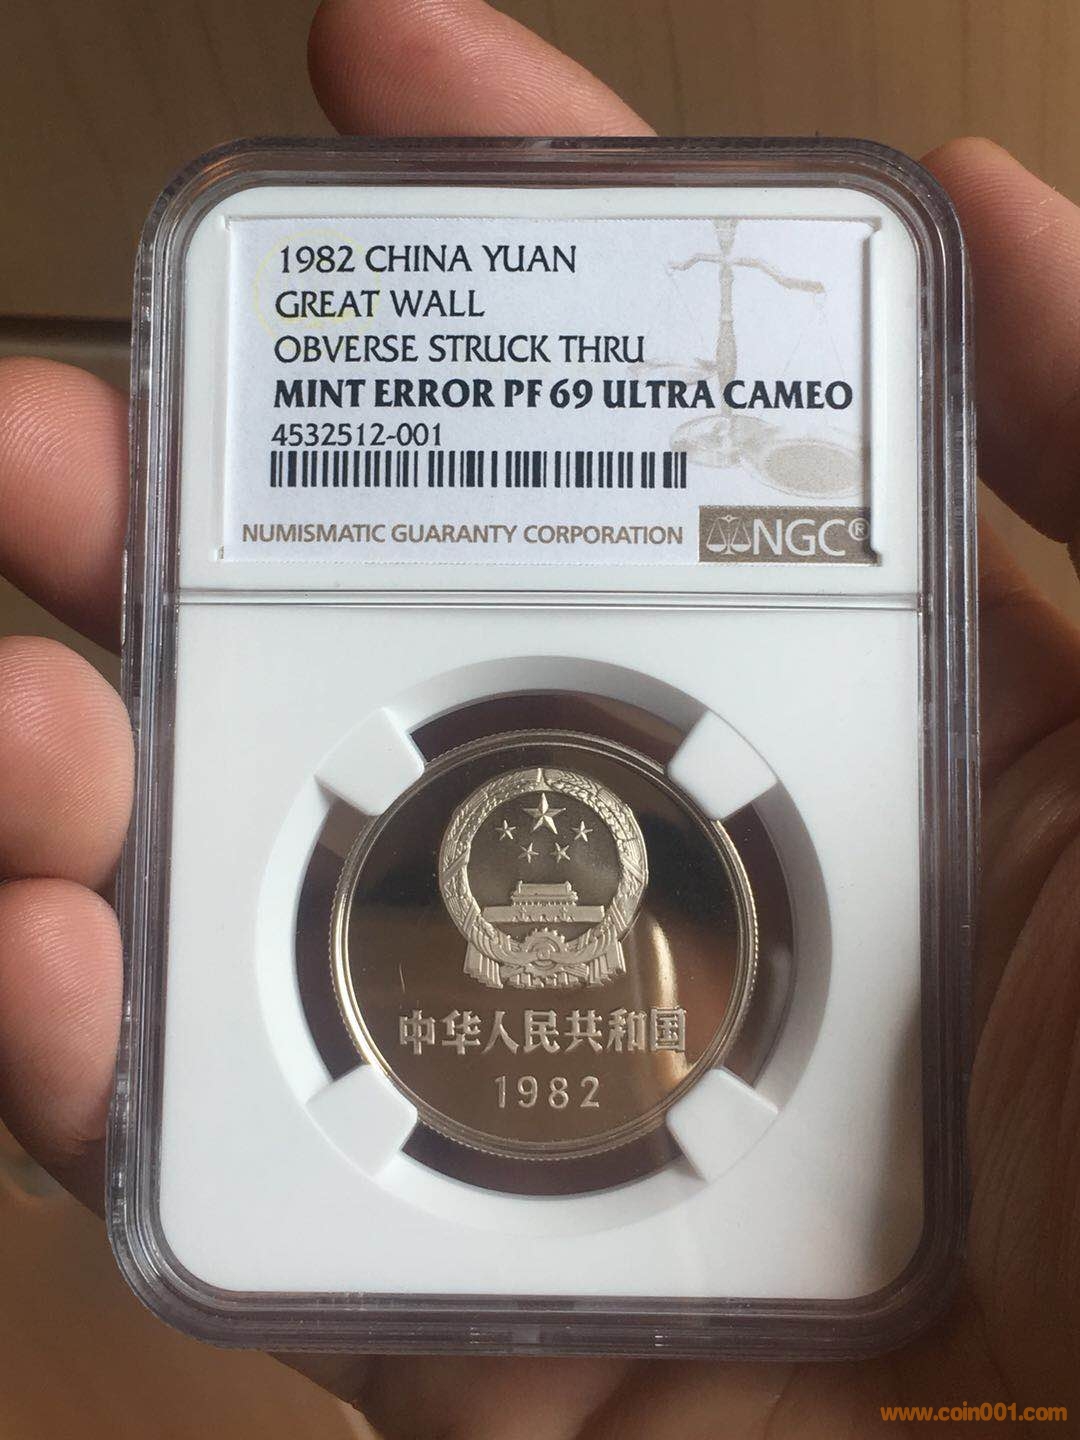 1982 CHINA YUAN
GREAT WALL
OBVERSE STRUCK THRU
MINT ERROR PF 69 ULTRA CAMEO
4532512-001
NUMISMATIC GUARANTY CORPORATION NGC®
中华人民共和国
1982
www.coin001.com